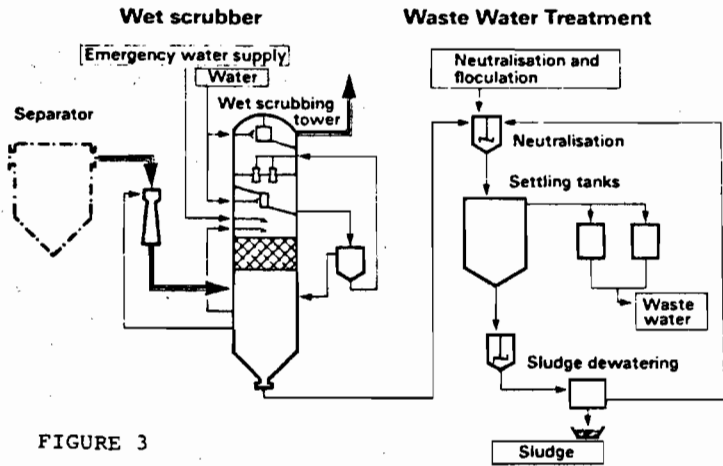 Wet scrubber
Waste Water Treatment
Emergency water supply
Water
Separator
Wet scrubbing
tower
Neutralisation and
floculation
Neutralisation
Settling tanks
Waste
water
Sludge dewatering
Sludge
FIGURE 3